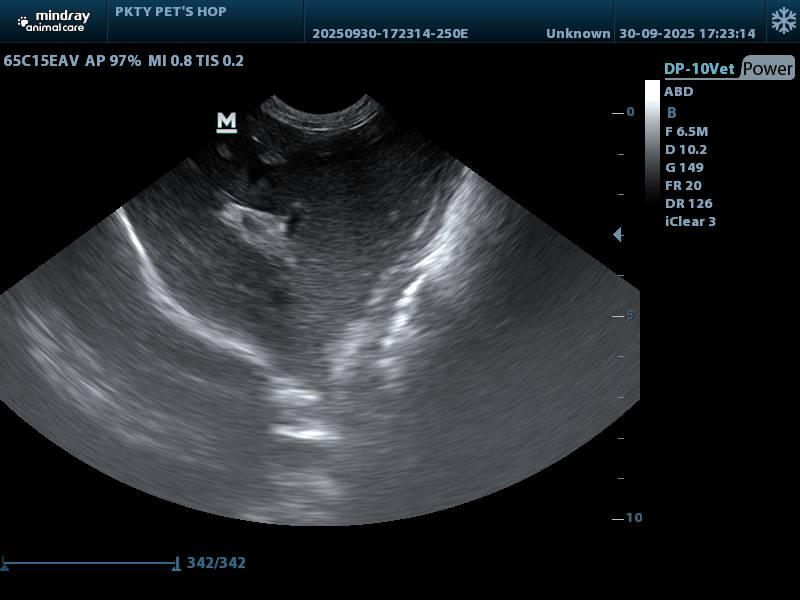 mindray
animal care
PKTY PET'S HOP
20250930-172314-250E
Unknown
30-09-2025 17:23:14
65C15EAV AP 97% MI 0.8 TIS 0.2
DP-10Vet
Power
ABD
B
F 6.5M
D 10.2
G 149
FR 20
DR 126
iClear 3
M
0
5
10
342/342